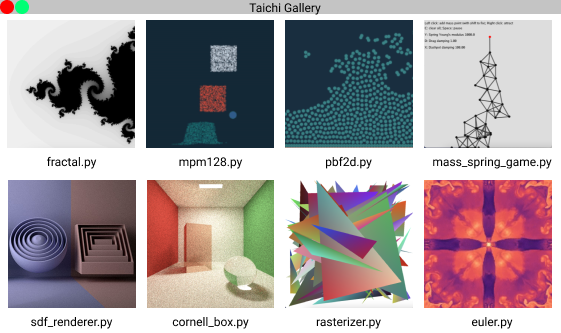 Taichi Gallery
Left click: add mass point (with shift to fix); Right click: attract
C: clear all; Space: pause
Y: Spring Young's modulus 1000.0
D: Drag damping 1.00
X: Dashpot damping 100.00
fractal.py
mpm128.py
pbf2d.py
mass_spring_game.py
sdf_renderer.py
cornell_box.py
rasterizer.py
euler.py